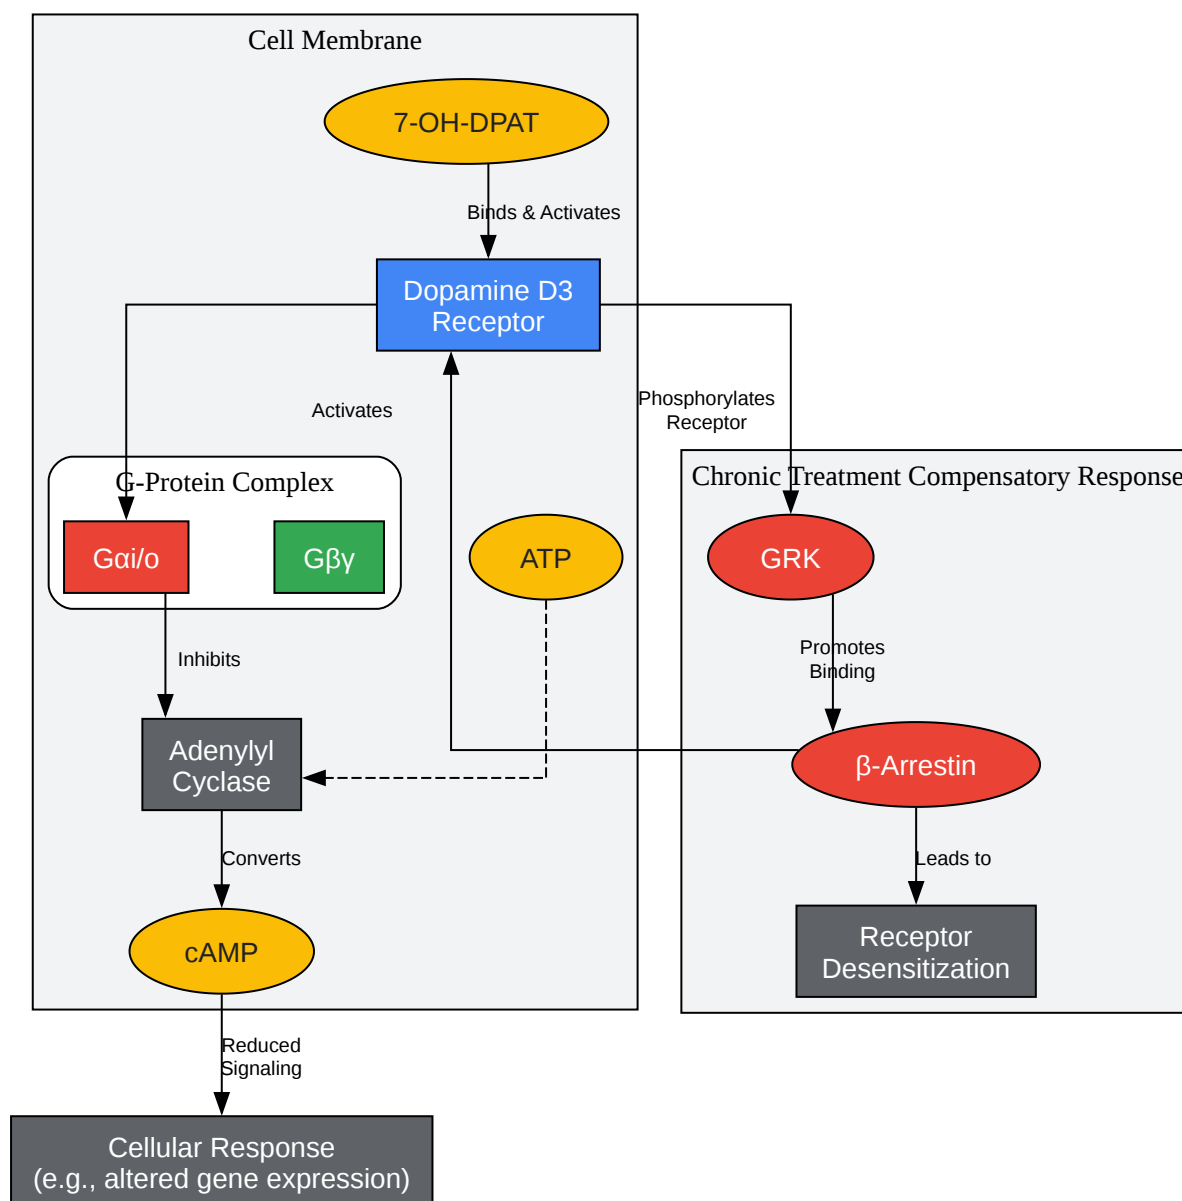 Cell Membrane
7-OH-DPAT
Binds & Activates
Dopamine D3
Receptor
Activates
Phosphorylates
Receptor
G-Protein Complex
Gαi/o
Gβγ
ATP
Chronic Treatment Compensatory Response
GRK
Inhibits
Promotes
Binding
Adenylyl
Cyclase
β-Arrestin
Converts
Leads to
cAMP
Receptor
Desensitization
Reduced
Signaling
Cellular Response
(e.g., altered gene expression)